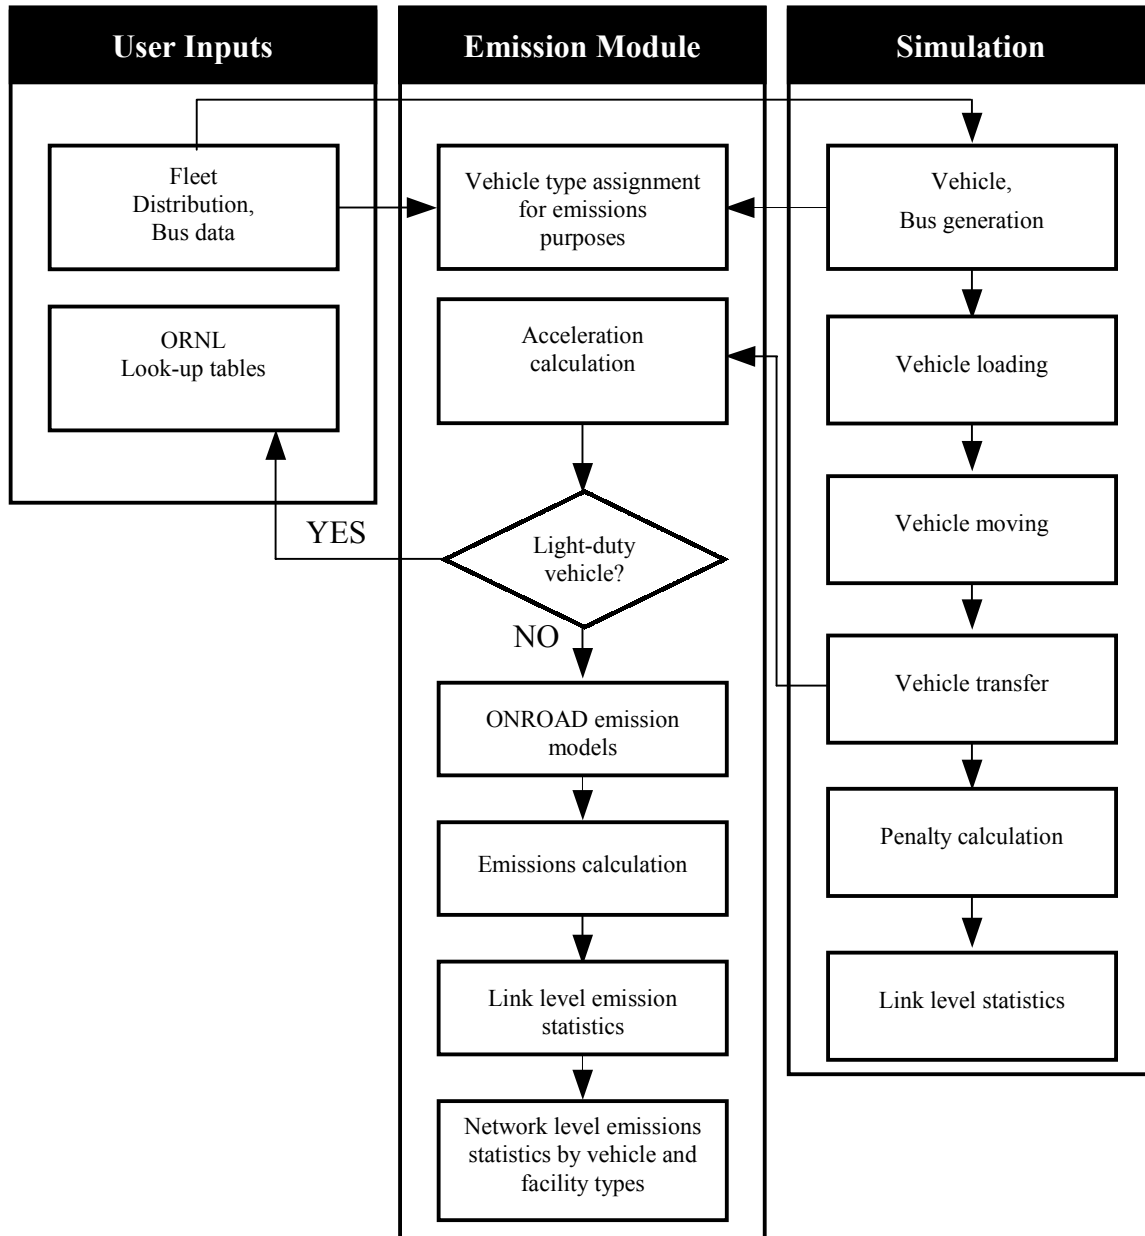 User Inputs
Emission Module
Simulation
Fleet
Distribution,
Bus data
Vehicle type assignment
for emissions
purposes
Vehicle,
Bus generation
ORNL
Look-up tables
Acceleration
calculation
Vehicle loading
YES
Light-duty
vehicle?
Vehicle moving
NO
Vehicle transfer
ONROAD emission
models
Emissions calculation
Penalty calculation
Link level emission
statistics
Link level statistics
Network level emissions
statistics by vehicle and
facility types